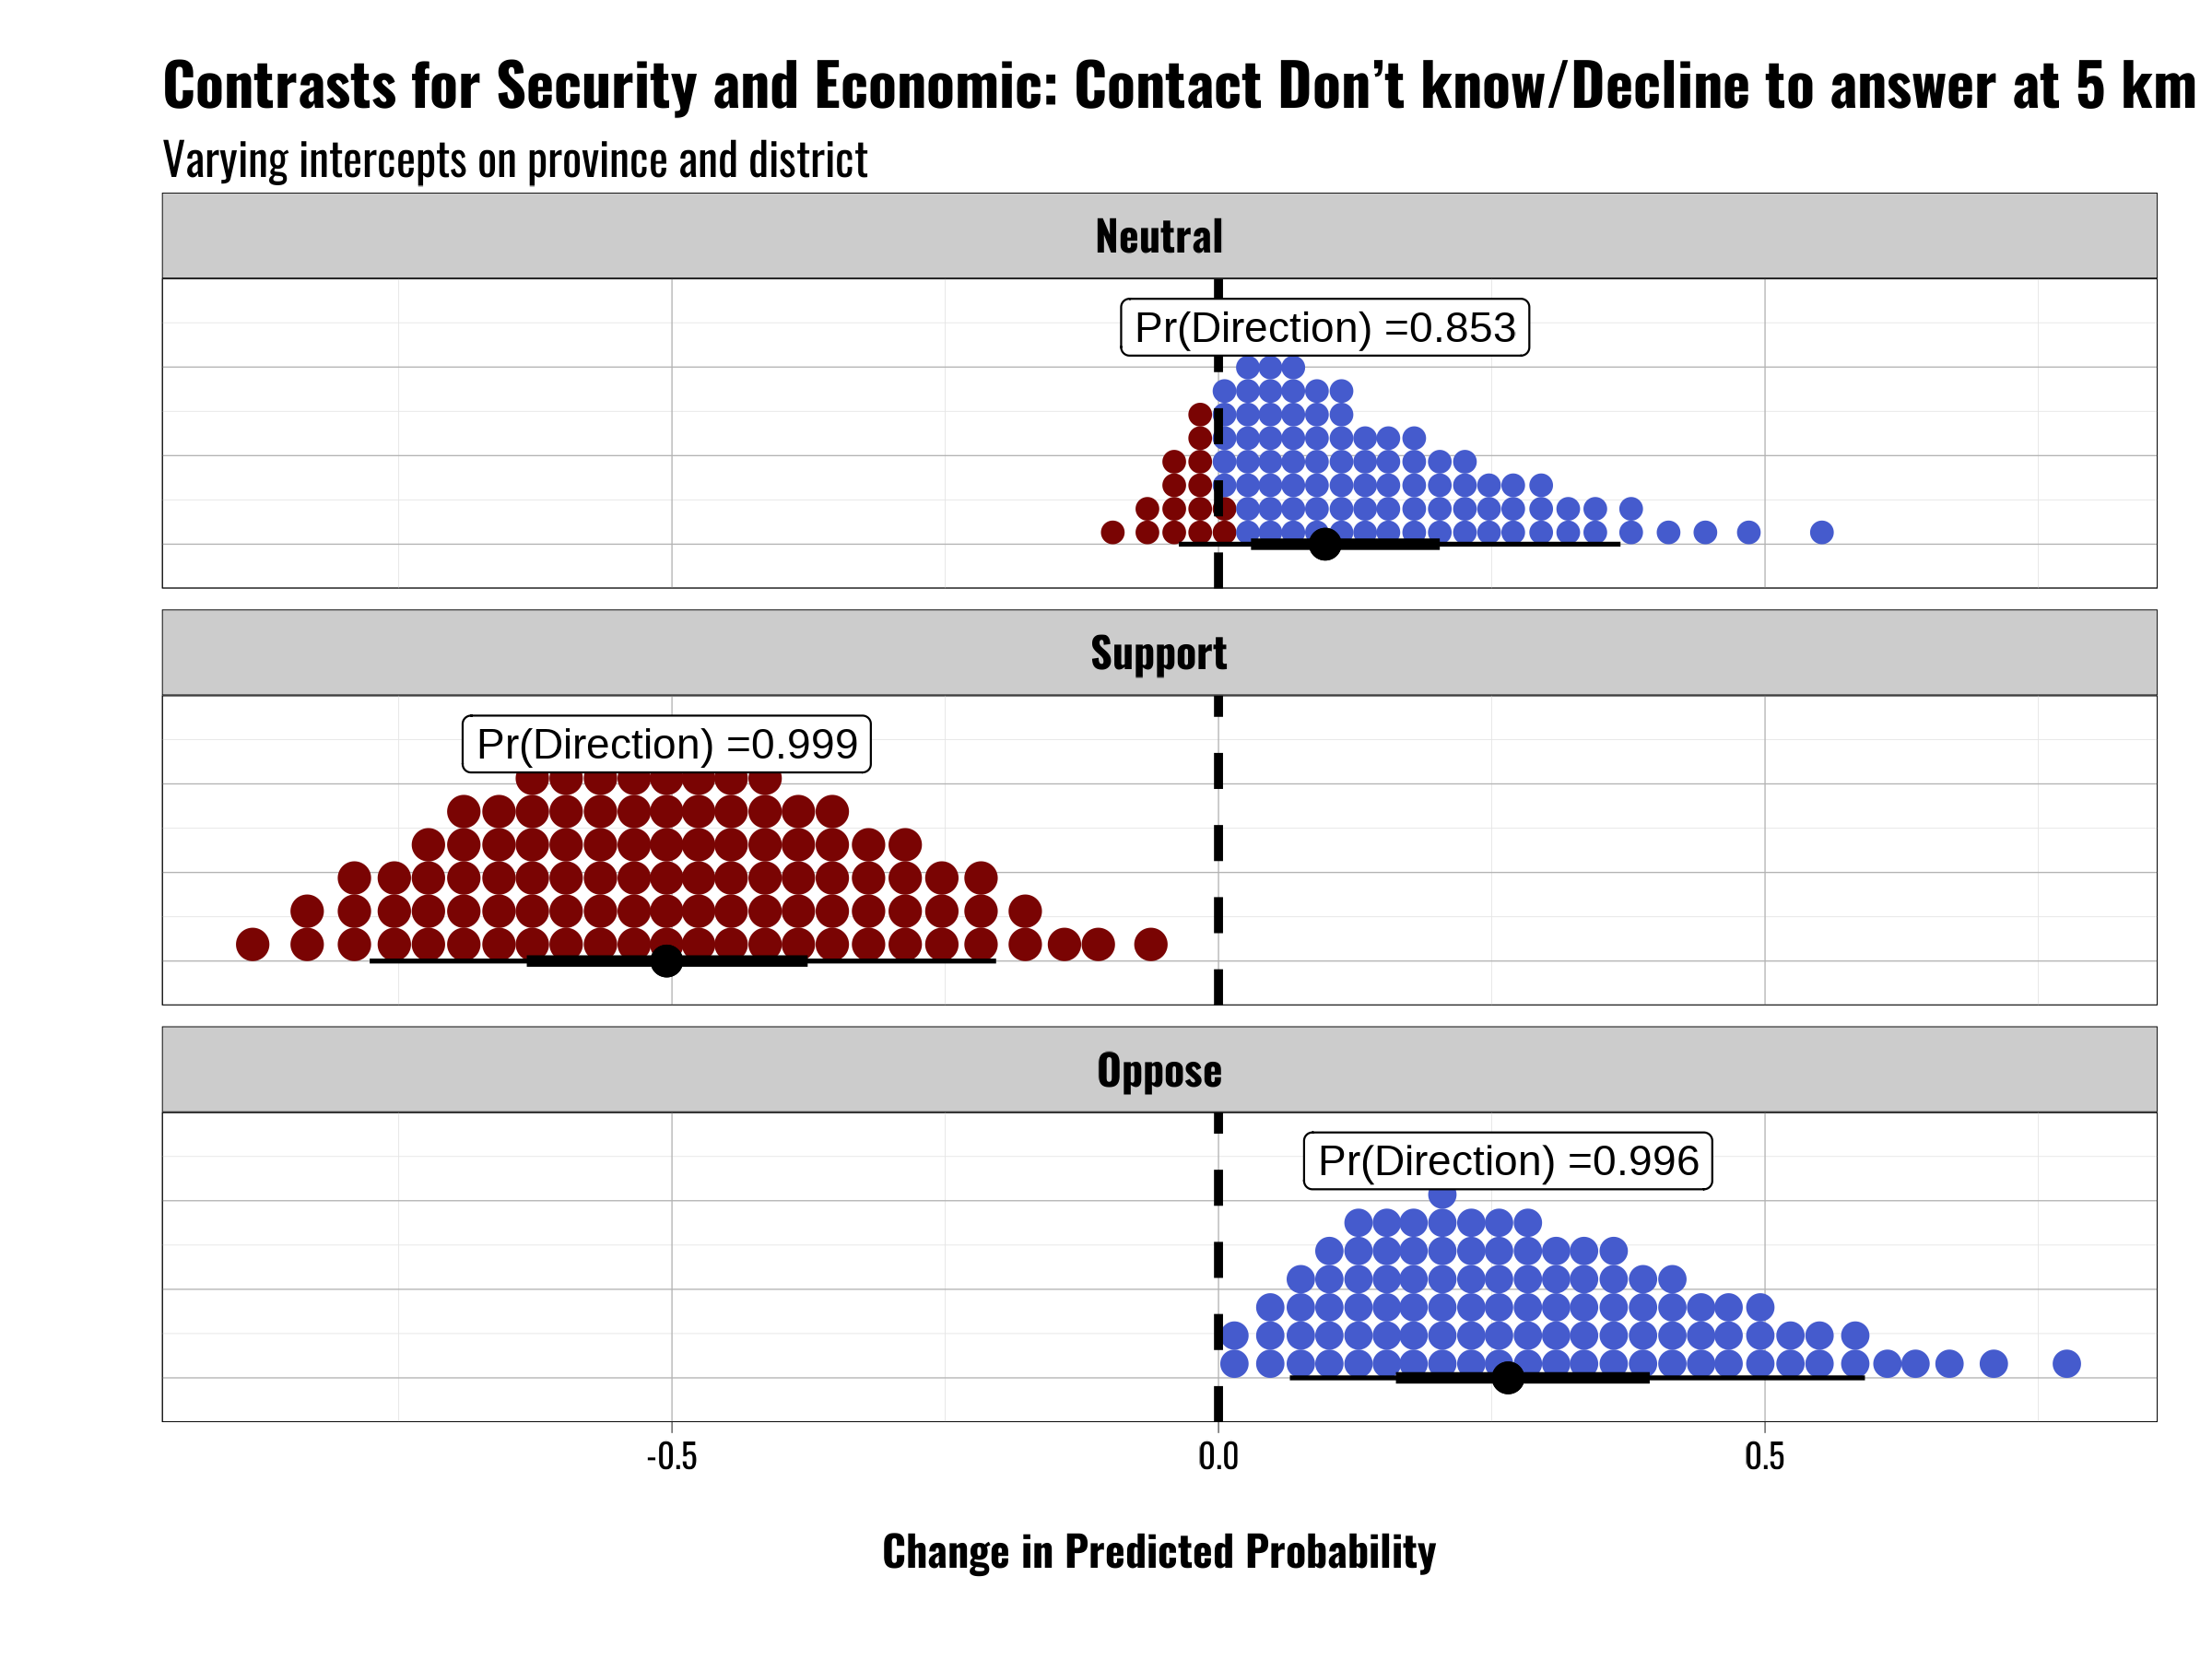 Contrasts for Security and Economic: Contact Don’t know/Decline to answer at 5 km
Varying intercepts on province and district
Neutral
Pr(Direction) =0.853
Support
Pr(Direction) =0.999
Oppose
Pr(Direction) =0.996
-0.5 0.0 0.5
Change in Predicted Probability